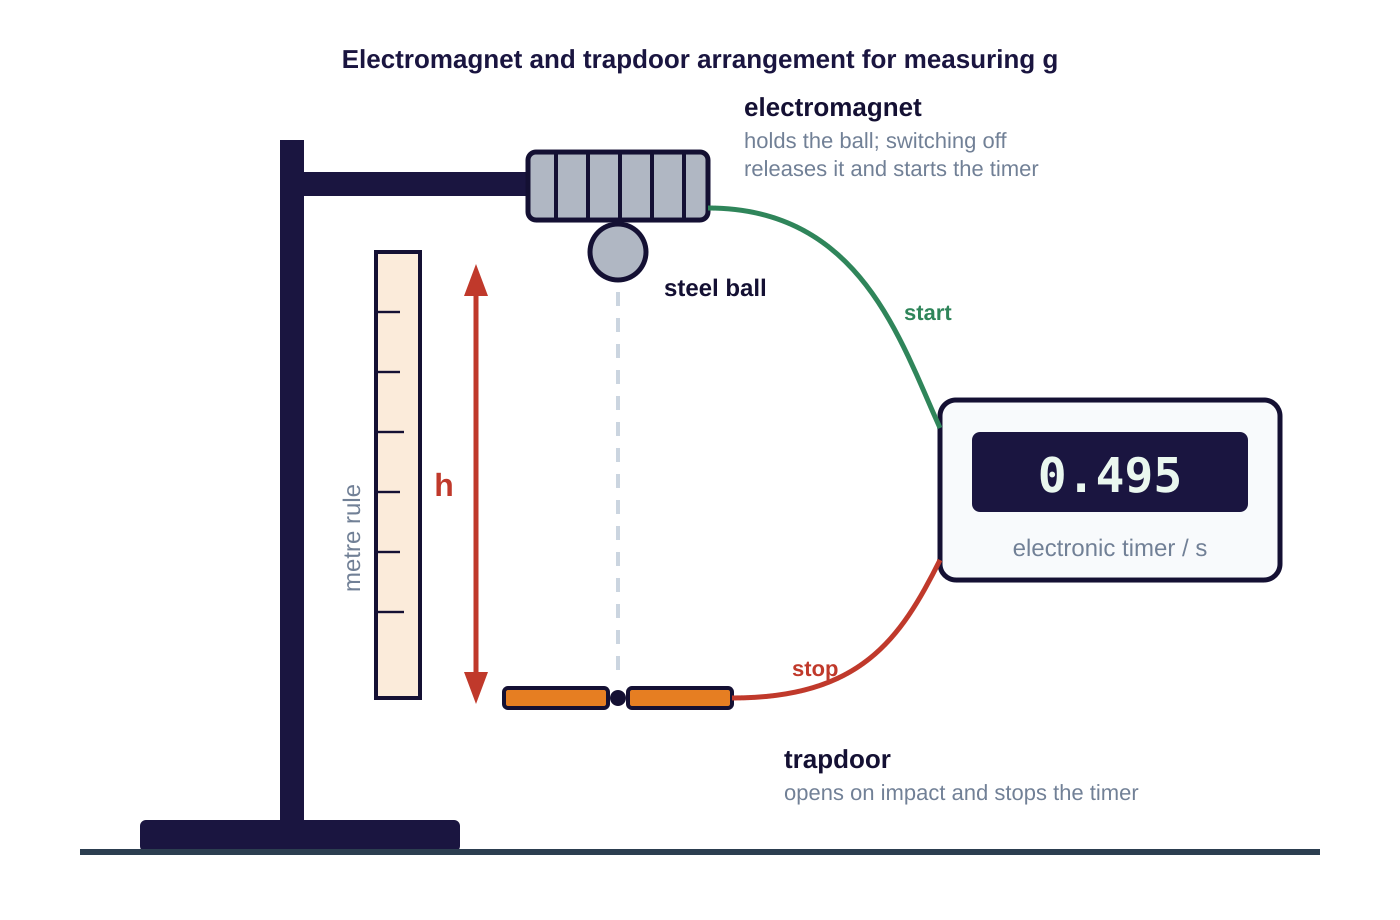 Electromagnet and trapdoor arrangement for measuring g
electromagnet
holds the ball; switching off
releases it and starts the timer
steel ball
start
h
metre rule
0.495
electronic timer / s
stop
trapdoor
opens on impact and stops the timer